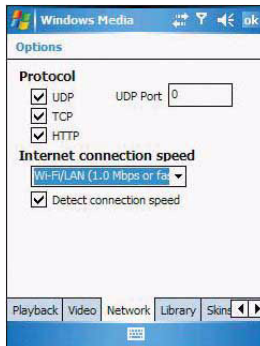 Windows Media ok
Options
Protocol
UDP UDP Port 0
TCP
HTTP
Internet connection speed
Wi-Fi/LAN (1.0 Mbps or fas
Detect connection speed
Playback Video Network Library Skins